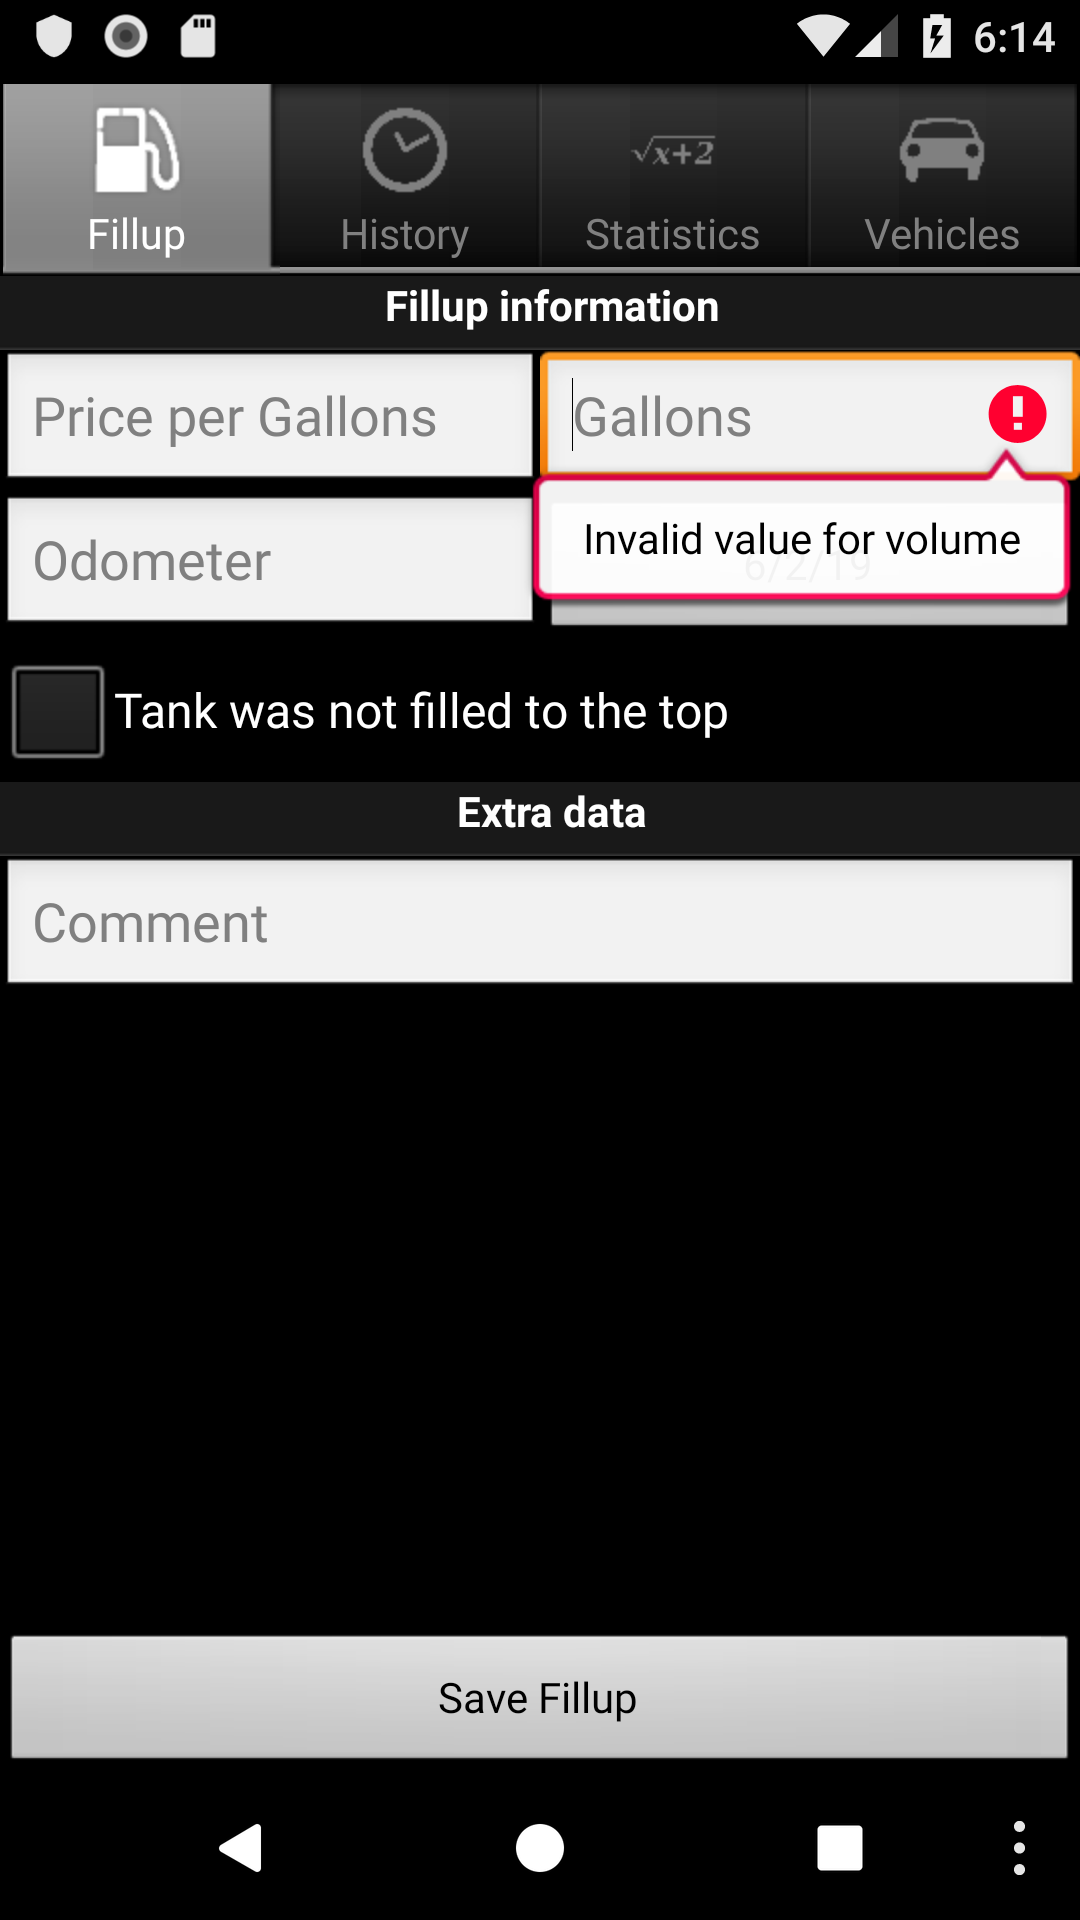 6:14
√x+2
Fillup
History
Statistics
Vehicles
Fillup information
Price per Gallons
Gallons
Odometer
Invalid value for volume
6/2/19
Tank was not filled to the top
Extra data
Comment
Save Fillup